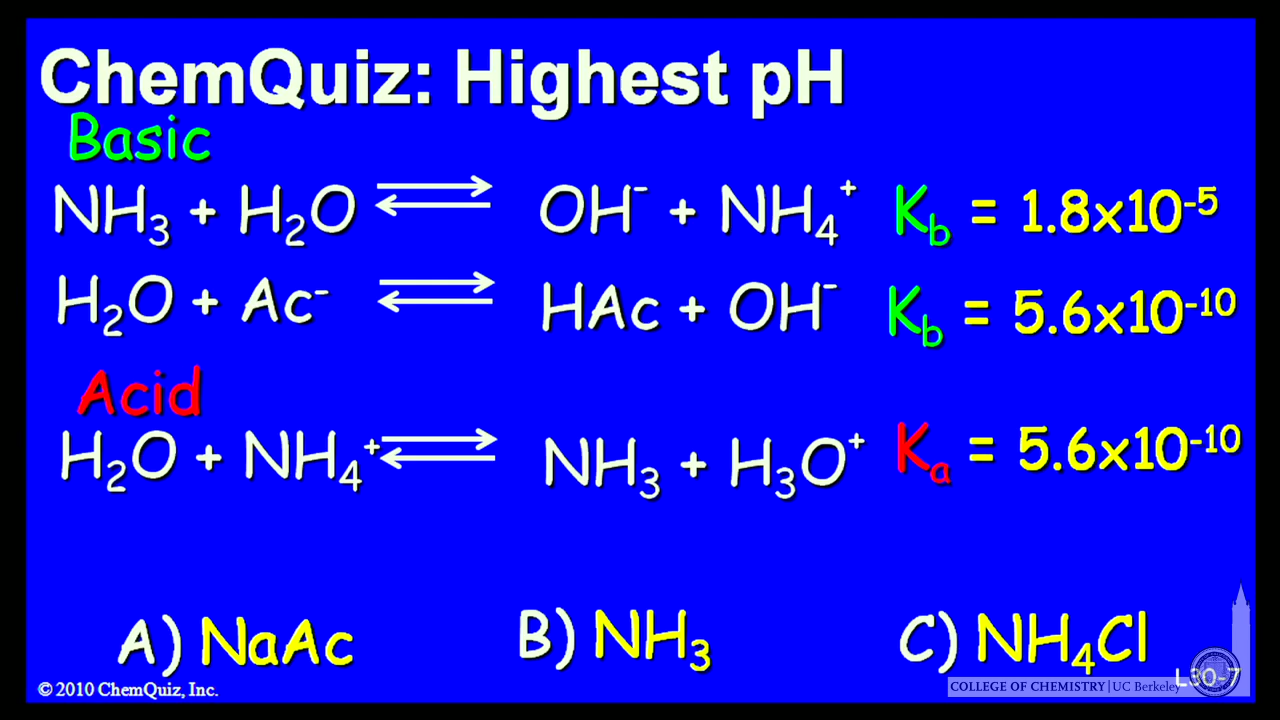 ChemQuiz: Highest pH
Basic
NH₃ + H₂O ⇌ OH⁻ + NH₄⁺ K_b = 1.8x10⁻⁵
H₂O + Ac⁻ ⇌ HAc + OH⁻ K_b = 5.6x10⁻¹⁰
Acid
H₂O + NH₄⁺ ⇌ NH₃ + H₃O⁺ Kₐ = 5.6x10⁻¹⁰
A) NaAc B) NH₃ C) NH₄Cl
© 2010 ChemQuiz, Inc. COLLEGE OF CHEMISTRY | UC Berkeley L30-7